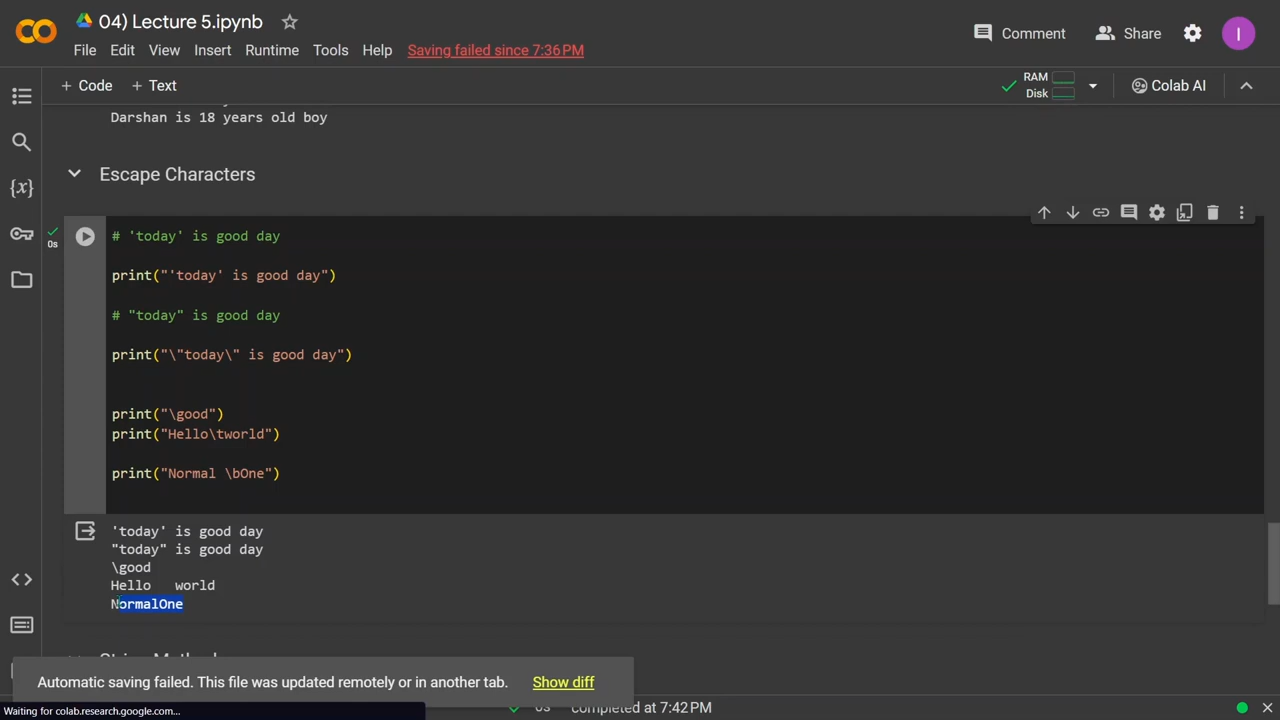 04) Lecture 5.ipynb
Comment
Share
I
File Edit View Insert Runtime Tools Help Saving failed since 7:36 PM
+ Code + Text
RAM
Disk
Colab AI
Darshan is 18 years old boy
Escape Characters
{x}
0s
# 'today' is good day
print("'today' is good day")
# "today" is good day
print("\"today\" is good day")
print("\good")
print("Hello\tworld")
print("Normal \bOne")
'today' is good day
"today" is good day
\good
Hello   world
NormalOne
Automatic saving failed. This file was updated remotely or in another tab. Show diff
Waiting for colab.research.google.com...
0s completed at 7:42 PM